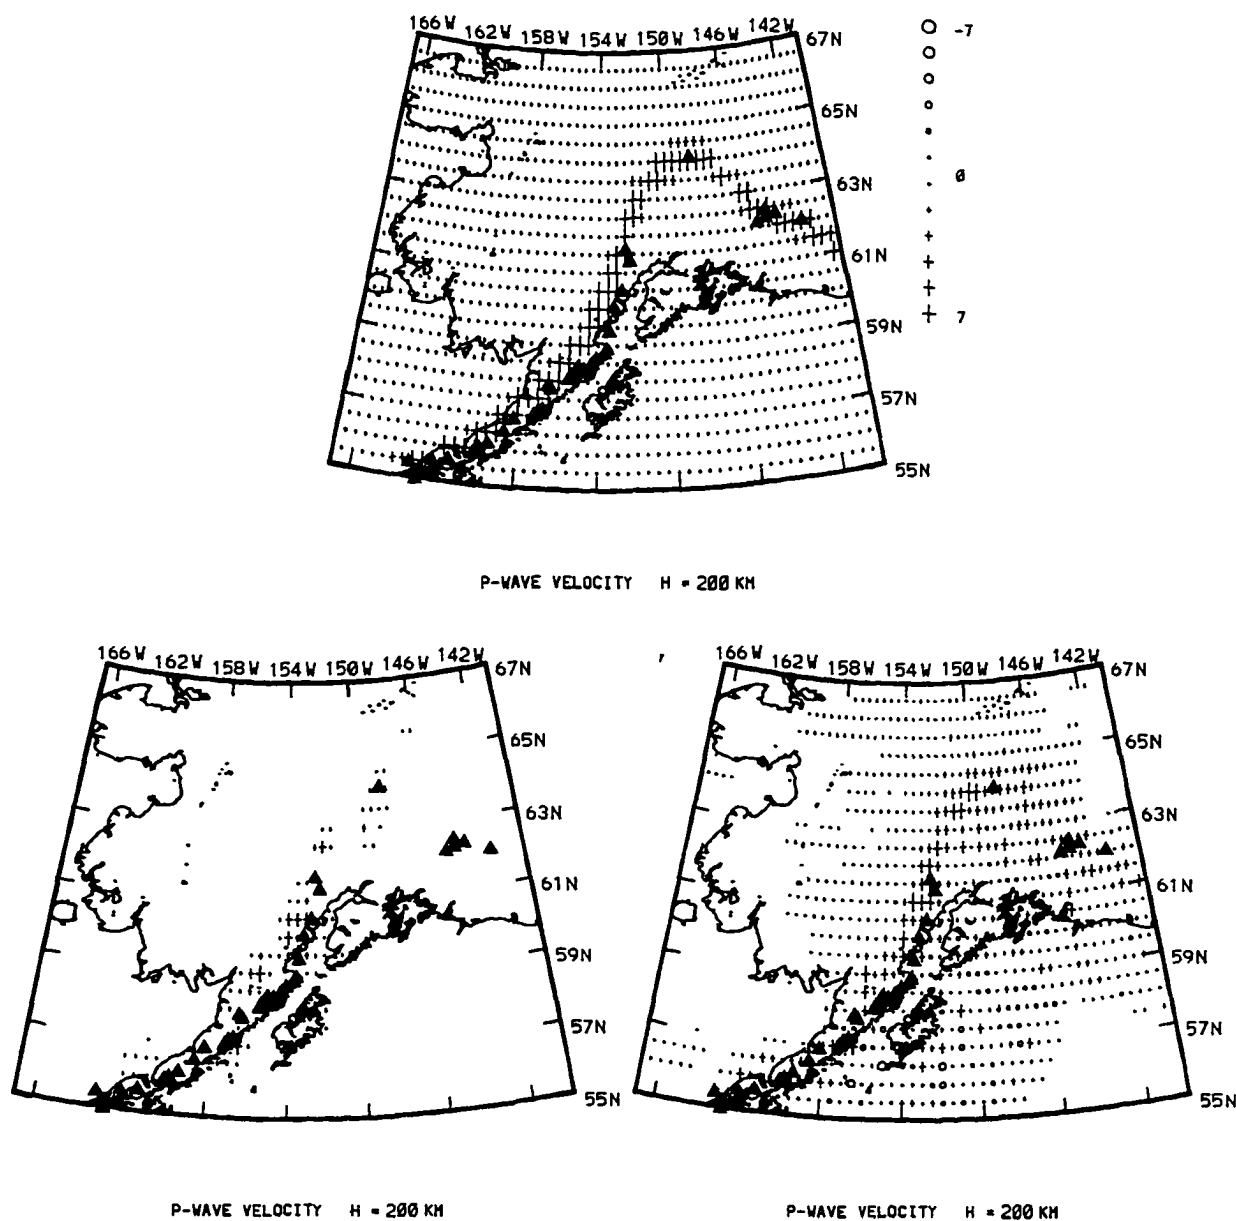 166W 162W 158W 154W 150W 146W 142W 67N
65N
63N
61N
59N
57N
55N
-7
0
7
P-WAVE VELOCITY H = 200 KM
166W 162W 158W 154W 150W 146W 142W 67N
65N
63N
61N
59N
57N
55N
P-WAVE VELOCITY H = 200 KM
166W 162W 158W 154W 150W 146W 142W 67N
65N
63N
61N
59N
57N
55N
P-WAVE VELOCITY H = 200 KM